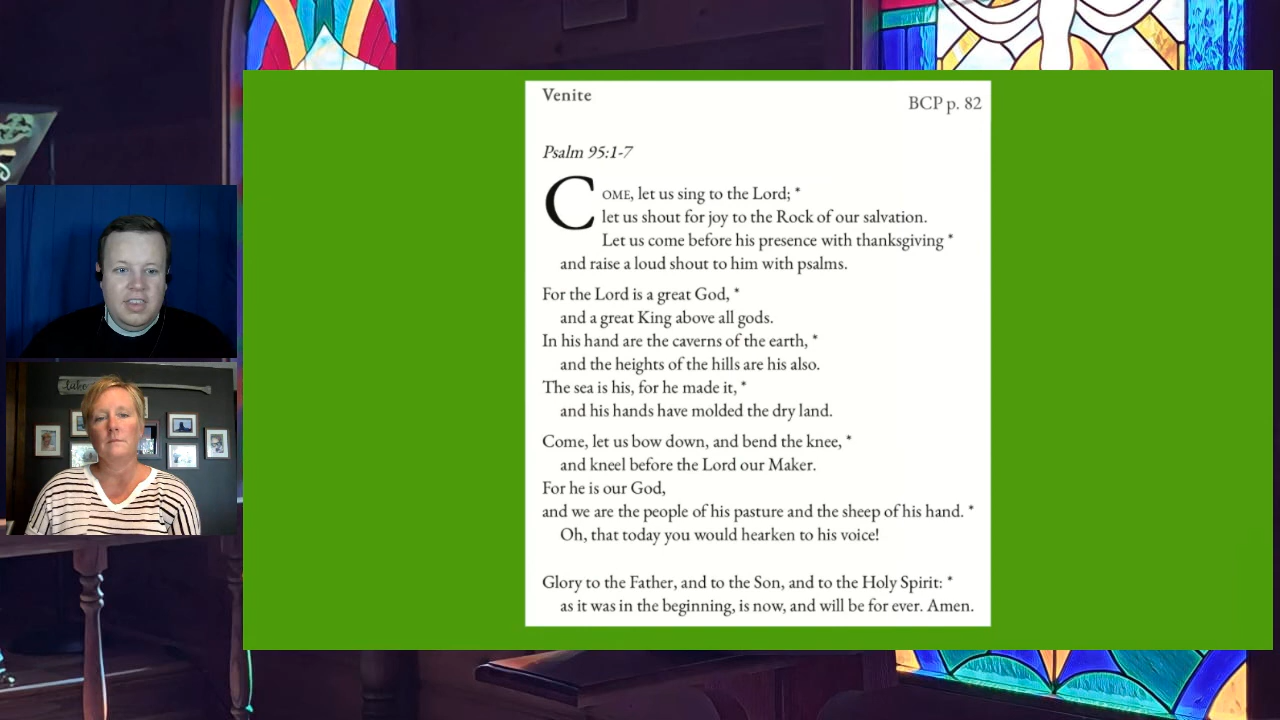 Venite
BCP p. 82
Psalm 95:1-7
COME, let us sing to the Lord; *
let us shout for joy to the Rock of our salvation.
Let us come before his presence with thanksgiving *
and raise a loud shout to him with psalms.
For the Lord is a great God, *
and a great King above all gods.
In his hand are the caverns of the earth, *
and the heights of the hills are his also.
The sea is his, for he made it, *
and his hands have molded the dry land.
Come, let us bow down, and bend the knee, *
and kneel before the Lord our Maker.
For he is our God,
and we are the people of his pasture and the sheep of his hand. *
Oh, that today you would hearken to his voice!
Glory to the Father, and to the Son, and to the Holy Spirit: *
as it was in the beginning, is now, and will be for ever. Amen.
lake